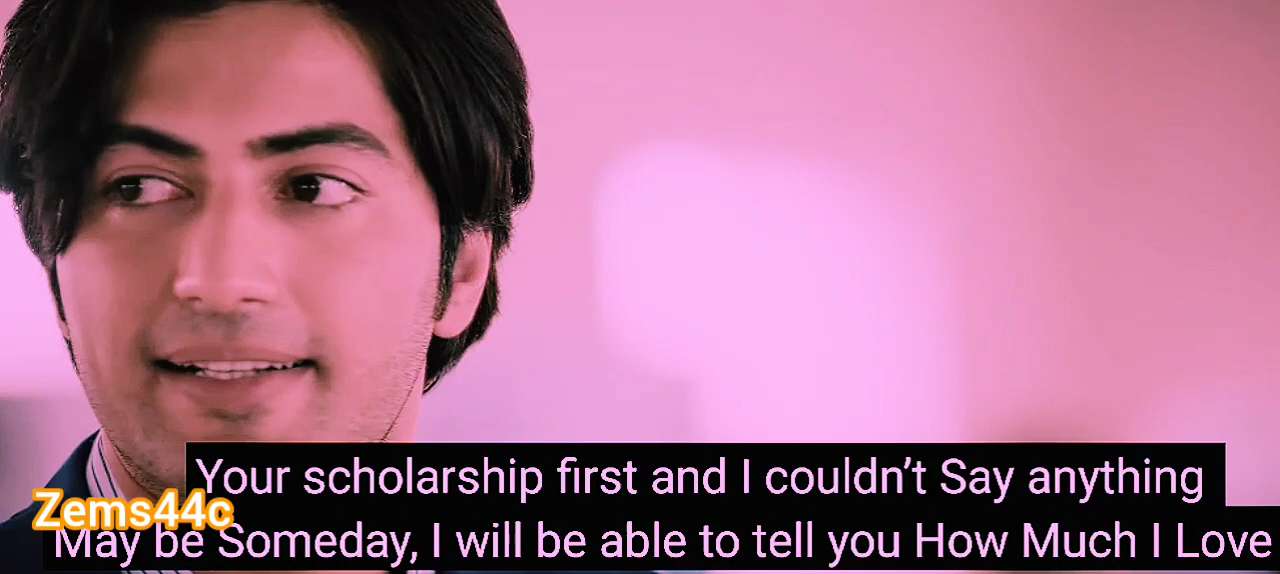 Your scholarship first and I couldn’t Say anything
Zems44c
May be Someday, I will be able to tell you How Much I Love